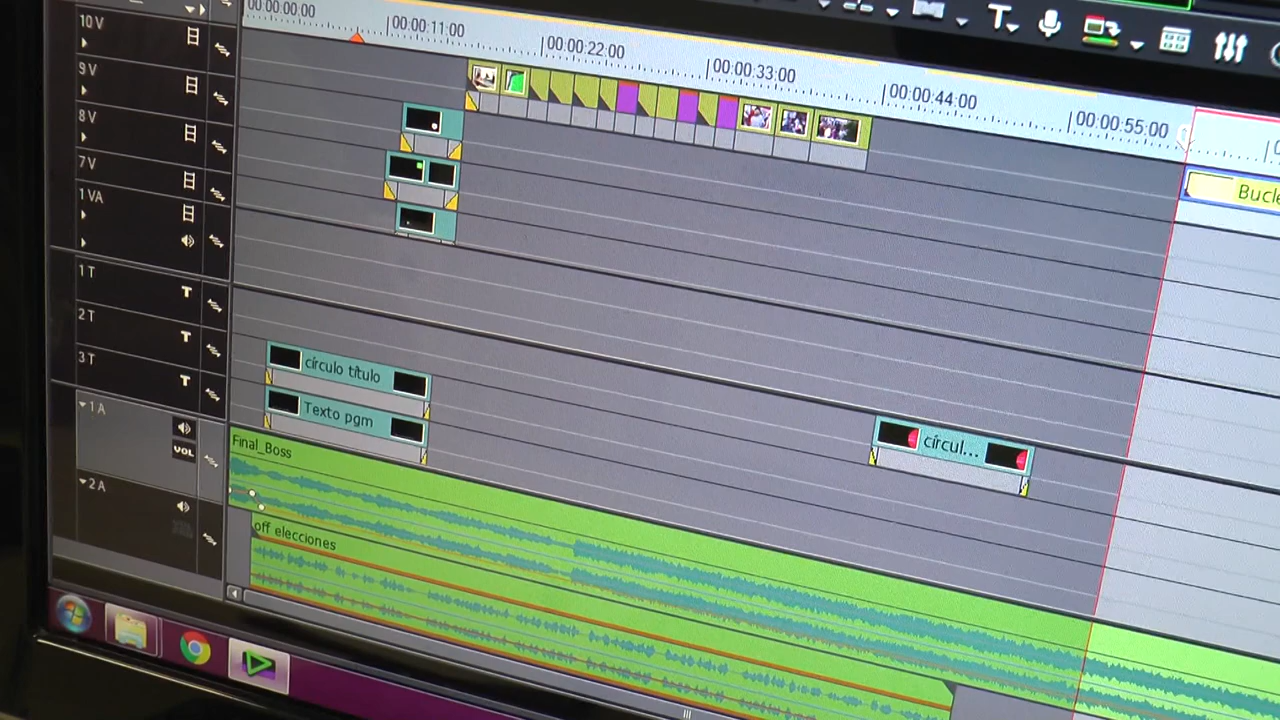 00:00:00:00
00:00:11:00
00:00:22:00
00:00:33:00
00:00:44:00
00:00:55:00
10 V
9 V
8 V
7 V
1 VA
Bucle
1 T
2 T
3 T
círculo título
Texto pgm
círcul...
1 A
VOL
Final_Boss
2 A
off elecciones